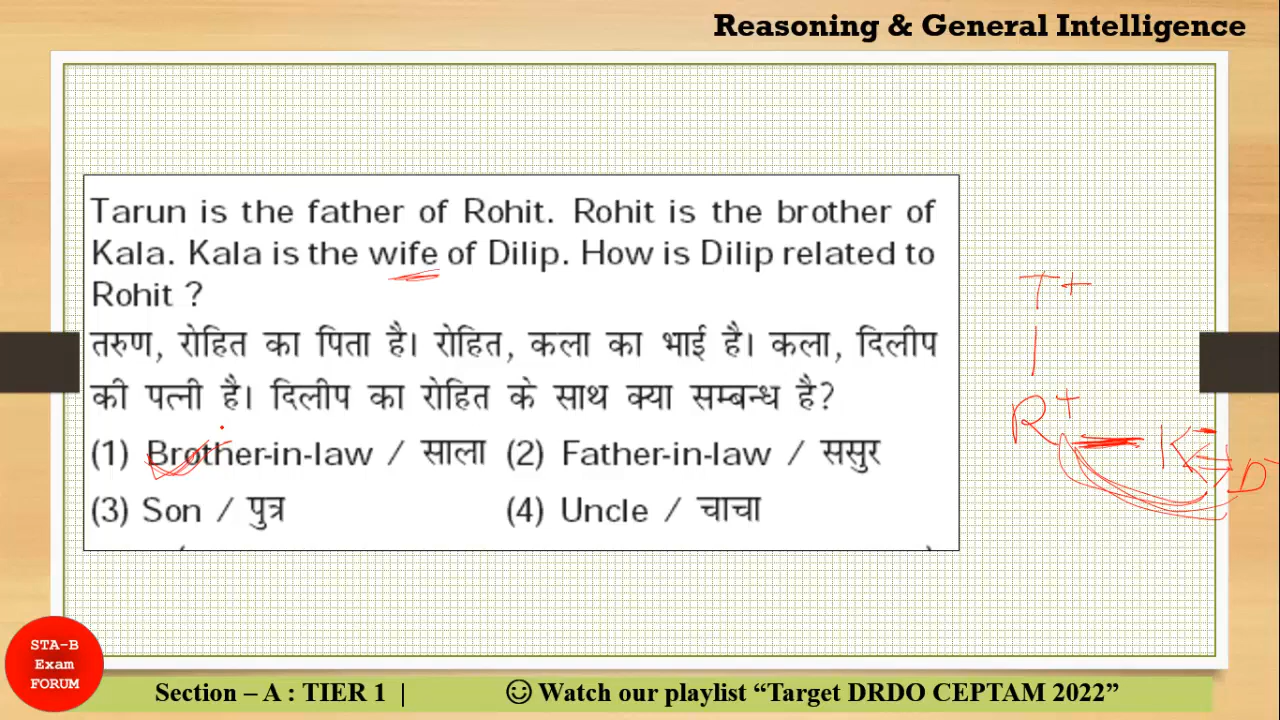 Reasoning & General Intelligence
Tarun is the father of Rohit. Rohit is the brother of
Kala. Kala is the wife of Dilip. How is Dilip related to
Rohit ?
तरुण, रोहित का पिता है। रोहित, कला का भाई है। कला, दिलीप
की पत्नी है। दिलीप का रोहित के साथ क्या सम्बन्ध है?
(1) Brother-in-law / साला (2) Father-in-law / ससुर
(3) Son / पुत्र (4) Uncle / चाचा
T+
R+ K- D
STA-B
Exam
FORUM
Section – A : TIER 1 | ☺ Watch our playlist “Target DRDO CEPTAM 2022”